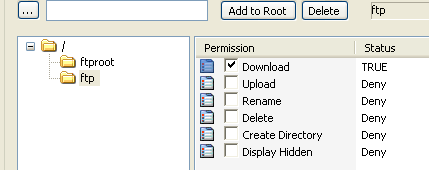 ... Add to Root Delete ftp
/
ftproot
ftp
Permission Status
Download TRUE
Upload Deny
Rename Deny
Delete Deny
Create Directory Deny
Display Hidden Deny